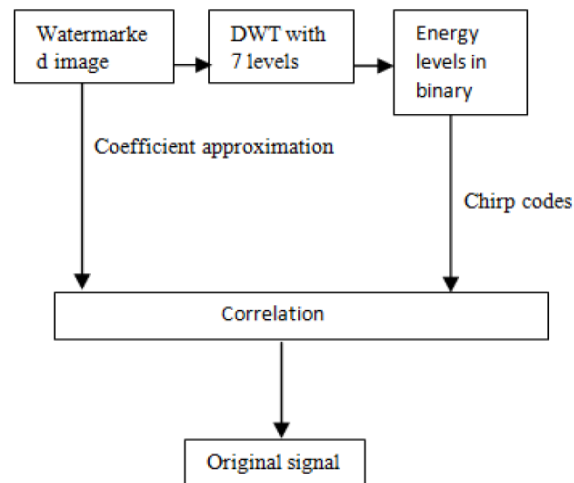 Watermarke
d image
DWT with
7 levels
Energy
levels in
binary
Coefficient approximation
Chirp codes
Correlation
Original signal